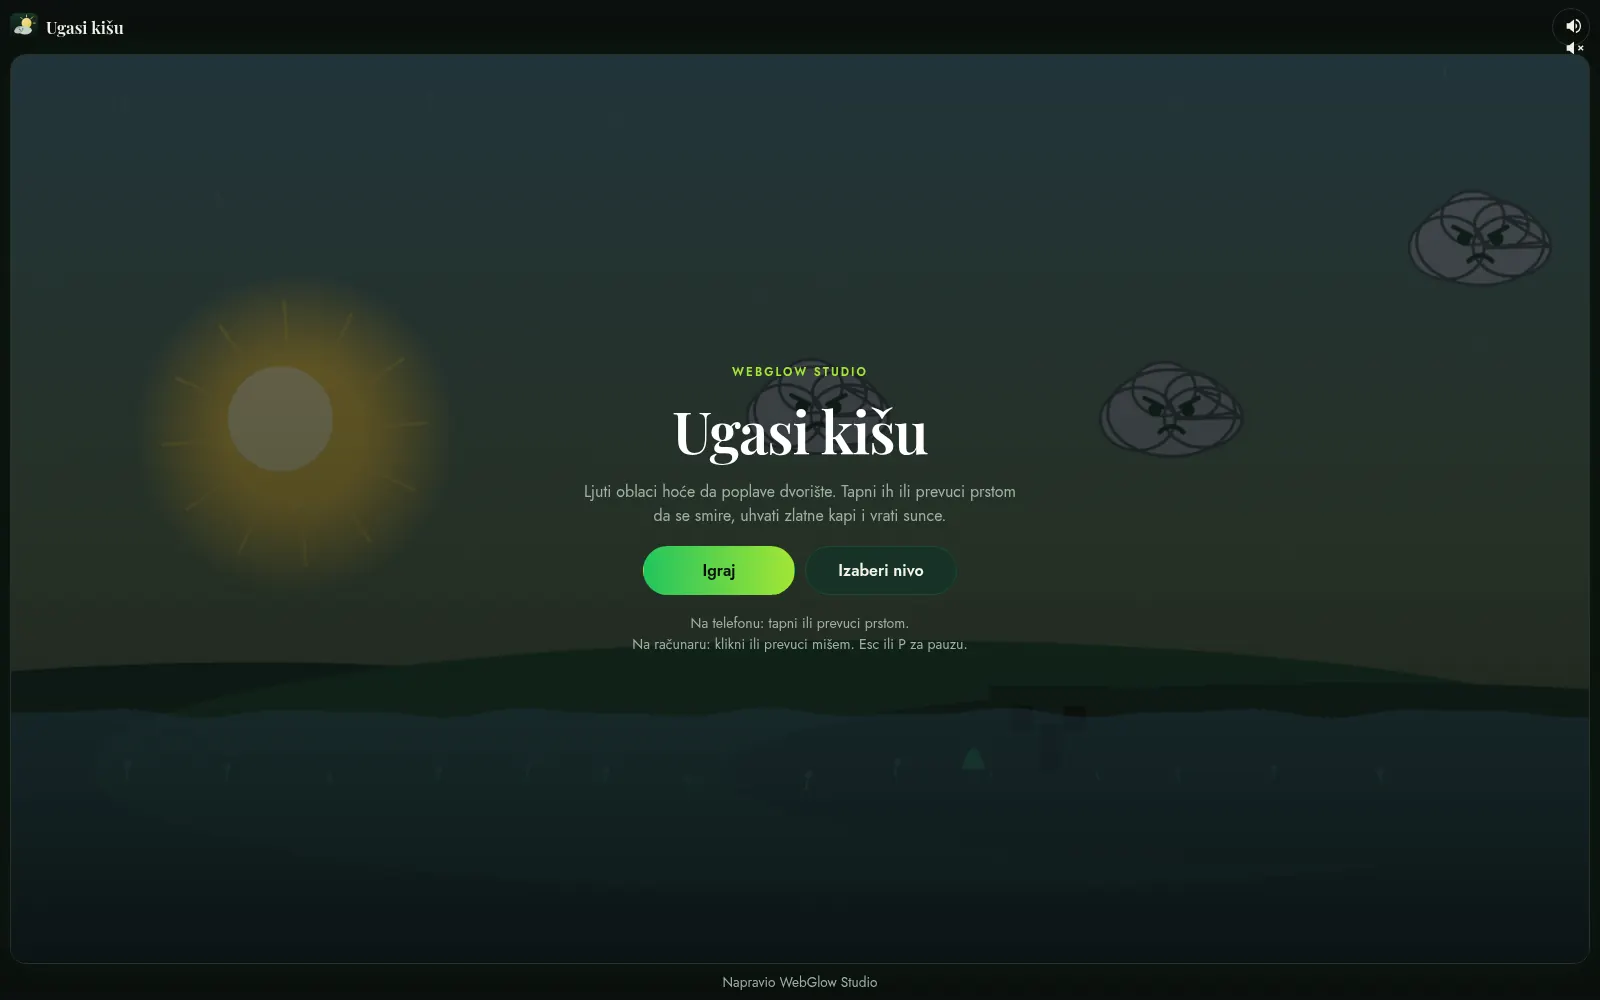 Ugasi kišu
WEBGLOW STUDIO
Ugasi kišu
Ljuti oblaci hoće da poplave dvorište. Tapni ih ili prevuci prstom
da se smire, uhvati zlatne kapi i vrati sunce.
Igraj
Izaberi nivo
Na telefonu: tapni ili prevuci prstom.
Na računaru: klikni ili prevuci mišem. Esc ili P za pauzu.
Napravio WebGlow Studio